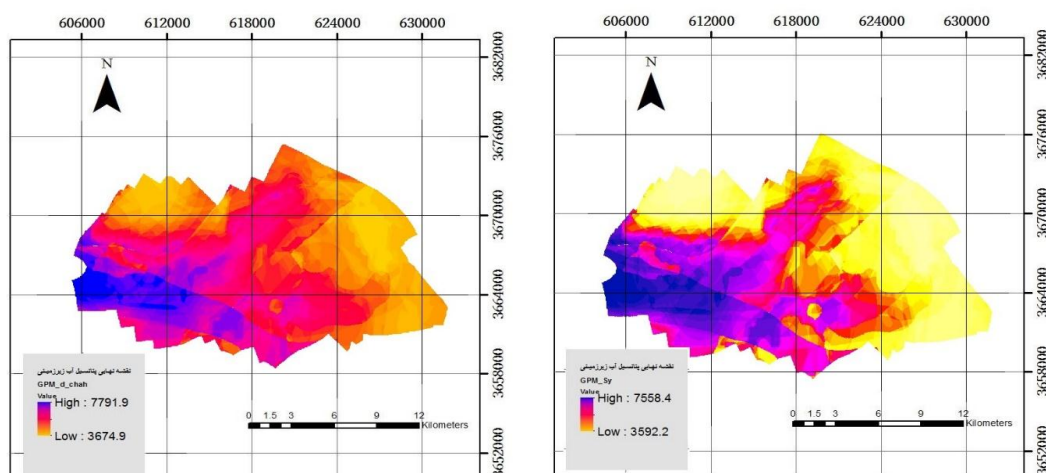 606000 612000 618000 624000 630000
N
3682000
3676000
3670000
3664000
3658000
3652000
نقشه نهایی پتانسیل آب زیرزمینی
GPM_d_chah
Value
High : 7791.9
Low : 3674.9
0 1.5 3 6 9 12
Kilometers
606000 612000 618000 624000 630000
N
3682000
3676000
3670000
3664000
3658000
3652000
نقشه نهایی پتانسیل آب زیرزمینی
GPM_Sy
Value
High : 7558.4
Low : 3592.2
0 1.5 3 6 9 12
Kilometers